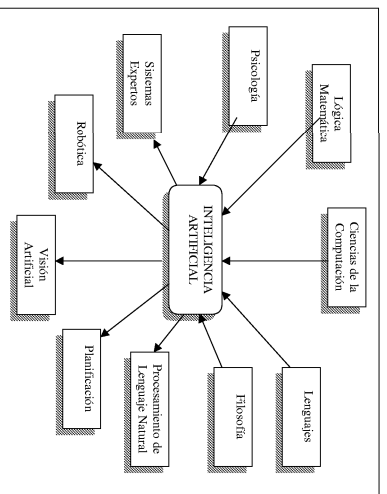 Lógica
Matemática
Ciencias de la
Computación
Lenguajes
Psicología
Filosofía
INTELIGENCIA
ARTIFICIAL
Sistemas
Expertos
Robótica
Visión
Artificial
Planificación
Procesamiento de
Lenguaje Natural